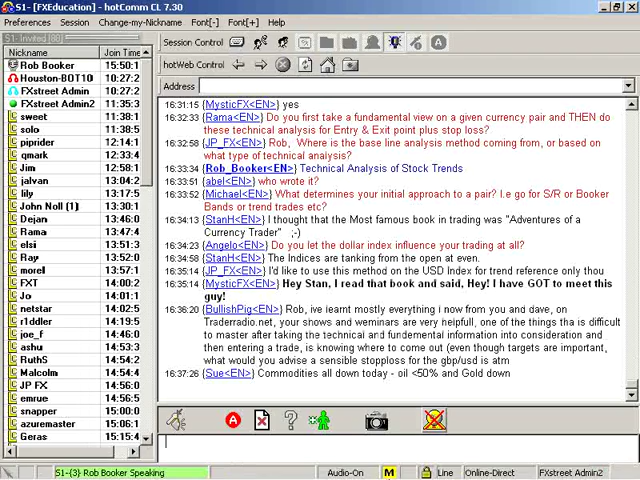 S1- [FXEducation] - hotComm CL 7.30
Preferences Session Change-my-Nickname Font[-] Font[+] Help
S1- Invited [88]
Session Control
Nickname Join Time
hotWeb Control
Address
Rob Booker 15:50:1
Houston-BOT10 10:27:2
FXstreet Admin 10:27:2
FXstreet Admin2 11:35:3
sweet 11:38:5
solo 11:38:5
piprider 12:14:1
qmark 12:33:4
Jim 12:58:1
jalvan 13:03:2
lily 13:17:5
John Noll (1) 13:30:1
Dejan 13:46:0
Rama 13:47:0
elsi 13:51:3
Ray 13:52:0
morel 13:57:3
FXT 14:00:2
Jo 14:01:1
netstar 14:02:5
r1ddler 14:19:5
joe_f 14:46:2
ashu 14:47:3
RuthS 14:47:3
Malcolm 14:54:3
JP FX 14:56:0
emrue 14:56:5
snapper 15:00:2
azuremaster 15:06:2
Geras 15:15:4
16:31:15 {MysticFX<EN>} yes
16:32:33 {Rama<EN>} Do you first take a fundamental view on a given currency pair and THEN do
these technical analysis for Entry & Exit point plus stop loss?
16:32:58 {JP_FX<EN>} Rob, Where is the base line analysis method coming from, or based on
what type of technical analysis?
16:33:34 {Rob_Booker<EN>} Technical Analysis of Stock Trends
16:33:51 {abel<EN>} who wrote it?
16:33:52 {Michael<EN>} What determines your initial approach to a pair? I.e go for S/R or Booker
Bands or trend trades etc?
16:34:13 {StanH<EN>} I thought that the Most famous book in trading was "Adventures of a
Currency Trader" ;-)
16:34:23 {Angelo<EN>} Do you let the dollar index influence your trading at all?
16:34:58 {StanH<EN>} The Indices are tanking from the open at even.
16:35:14 {JP_FX<EN>} I'd like to use this method on the USD Index for trend reference only thou
16:35:14 {MysticFX<EN>} Hey Stan, I read that book and said, Hey! I have GOT to meet this
guy!
16:36:20 {BullishPig<EN>} Rob, ive learnt mostly everything i now from you and dave, on
Traderradio.net, your shows and weminars are very helpfull, one of the things tha is difficult
to master after taking the technical and fundemental information into consideration and
then entering a trade, is knowing where to come out (even though targets are important,
what would you advise a sensible stopploss for the gbp/usd is atm
16:37:26 {Sue<EN>} Commodities all down today - oil <50% and Gold down
S1-{3} Rob Booker Speaking Audio-On M Line Online-Direct FXstreet Admin2